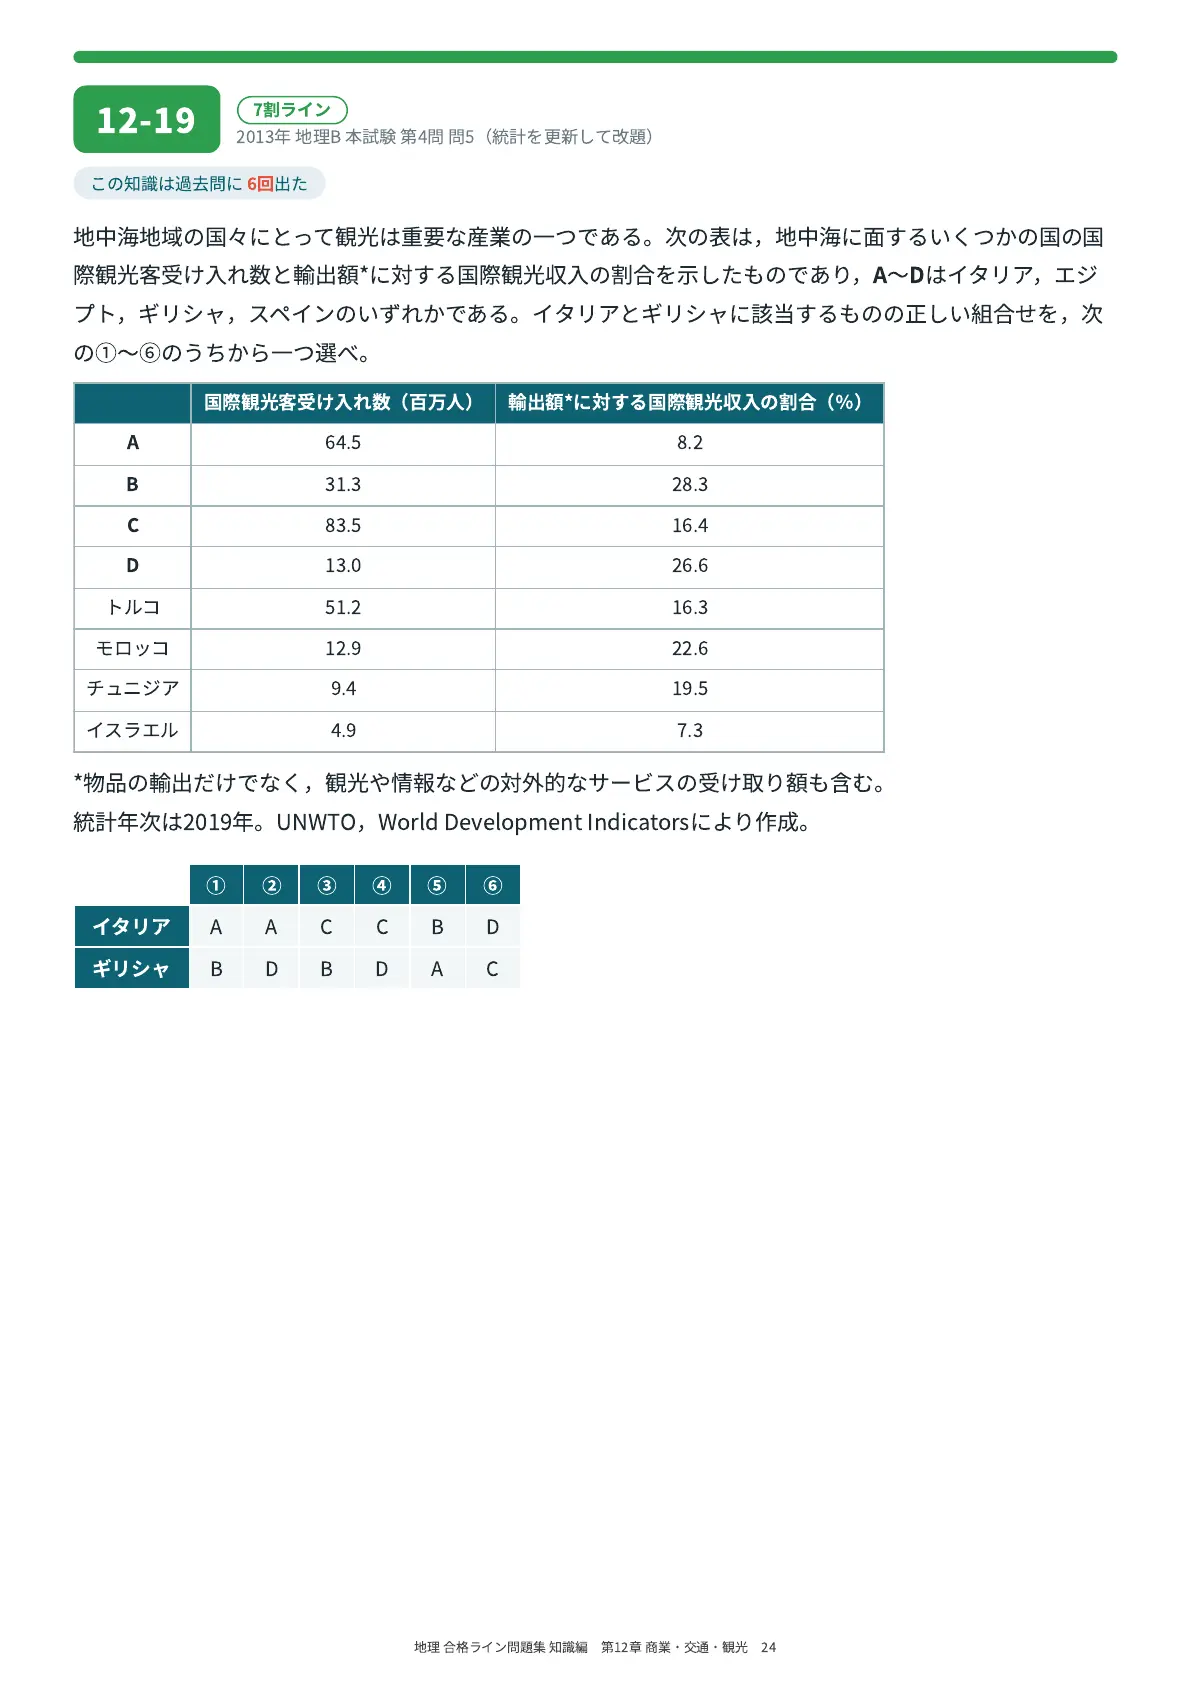 12-19
7割ライン
2013年 地理B 本試験 第4問 問5（統計を更新して改題）
この知識は過去問に 6回出た
地中海地域の国々にとって観光は重要な産業の一つである。次の表は，地中海に面するいくつかの国の国
際観光客受け入れ数と輸出額*に対する国際観光収入の割合を示したものであり，A～Dはイタリア，エジ
プト，ギリシャ，スペインのいずれかである。イタリアとギリシャに該当するものの正しい組合せを，次
の①～⑥のうちから一つ選べ。
国際観光客受け入れ数（百万人） 輸出額*に対する国際観光収入の割合（%）
A 64.5 8.2
B 31.3 28.3
C 83.5 16.4
D 13.0 26.6
トルコ 51.2 16.3
モロッコ 12.9 22.6
チュニジア 9.4 19.5
イスラエル 4.9 7.3
*物品の輸出だけでなく，観光や情報などの対外的なサービスの受け取り額も含む。
統計年次は2019年。UNWTO，World Development Indicatorsにより作成。
① ② ③ ④ ⑤ ⑥
イタリア A A C C B D
ギリシャ B D B D A C
地理 合格ライン問題集 知識編 第12章 商業・交通・観光 24